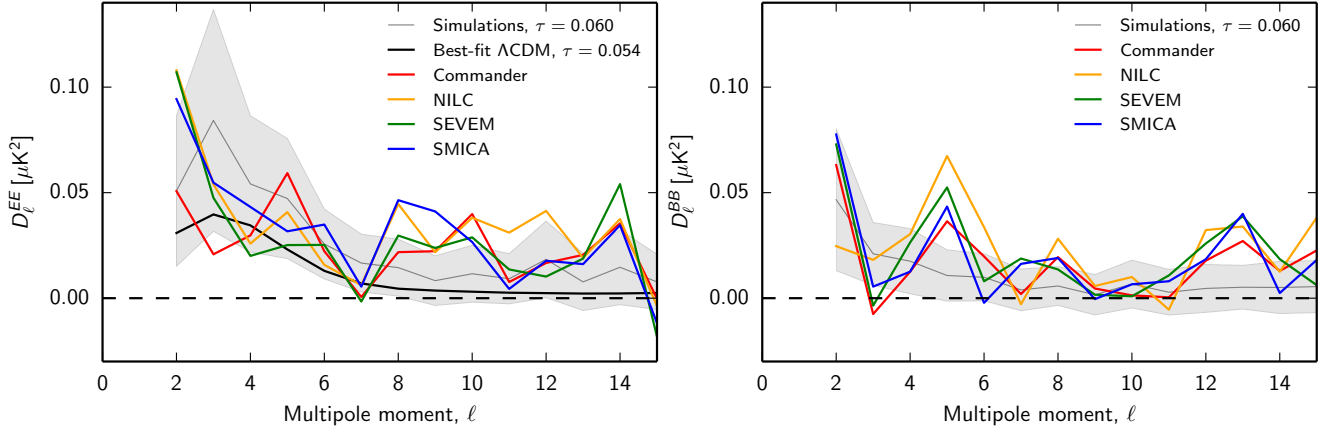 Simulations, τ = 0.060
Best-fit ΛCDM, τ = 0.054
Commander
NILC
SEVEM
SMICA
0.10
0.05
0.00
D_ℓ^{EE} [μK²]
0 2 4 6 8 10 12 14
Multipole moment, ℓ
Simulations, τ = 0.060
Commander
NILC
SEVEM
SMICA
0.10
0.05
0.00
D_ℓ^{BB} [μK²]
0 2 4 6 8 10 12 14
Multipole moment, ℓ